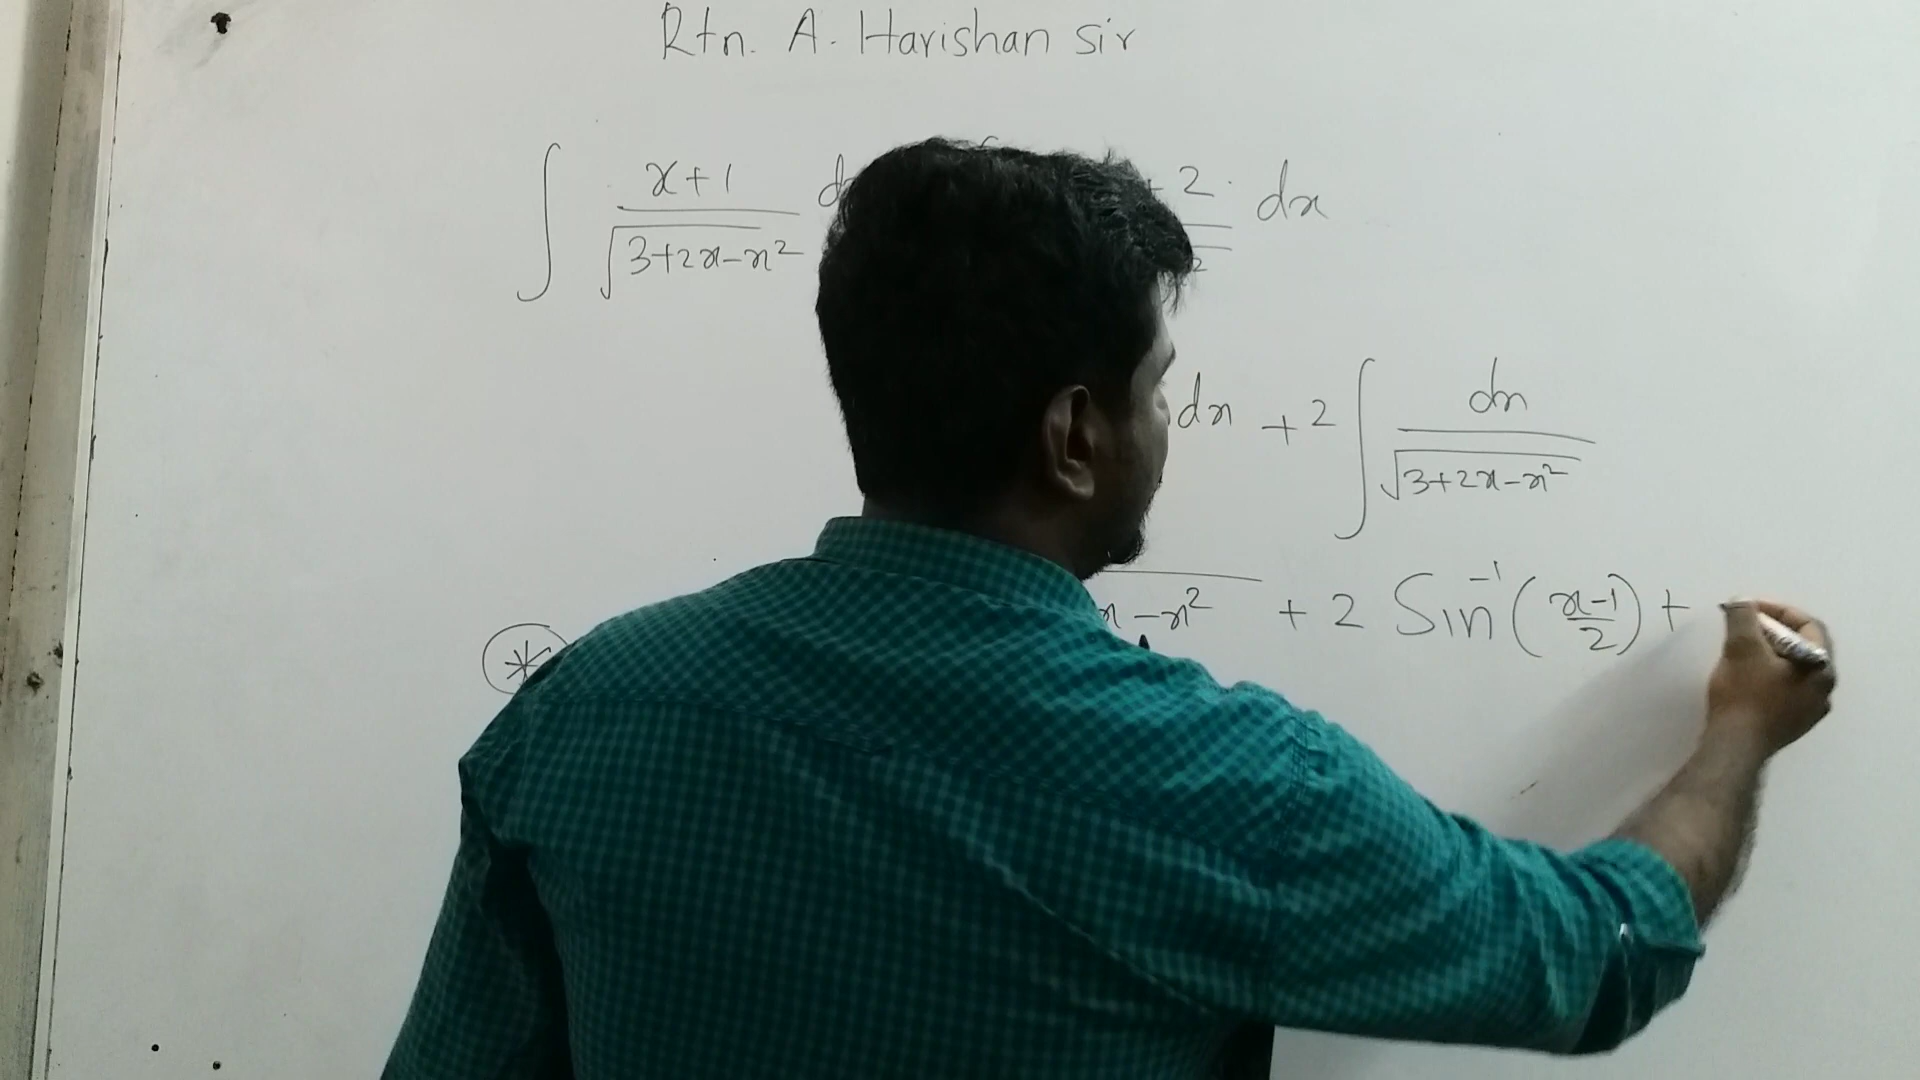 Rtn. A. Harishan sir
∫ x+1 / √3+2x-x² d + 2 dx
dx + 2 ∫ dx / √3+2x-x²
* x - x² + 2 Sin⁻¹ (x-1 / 2) +